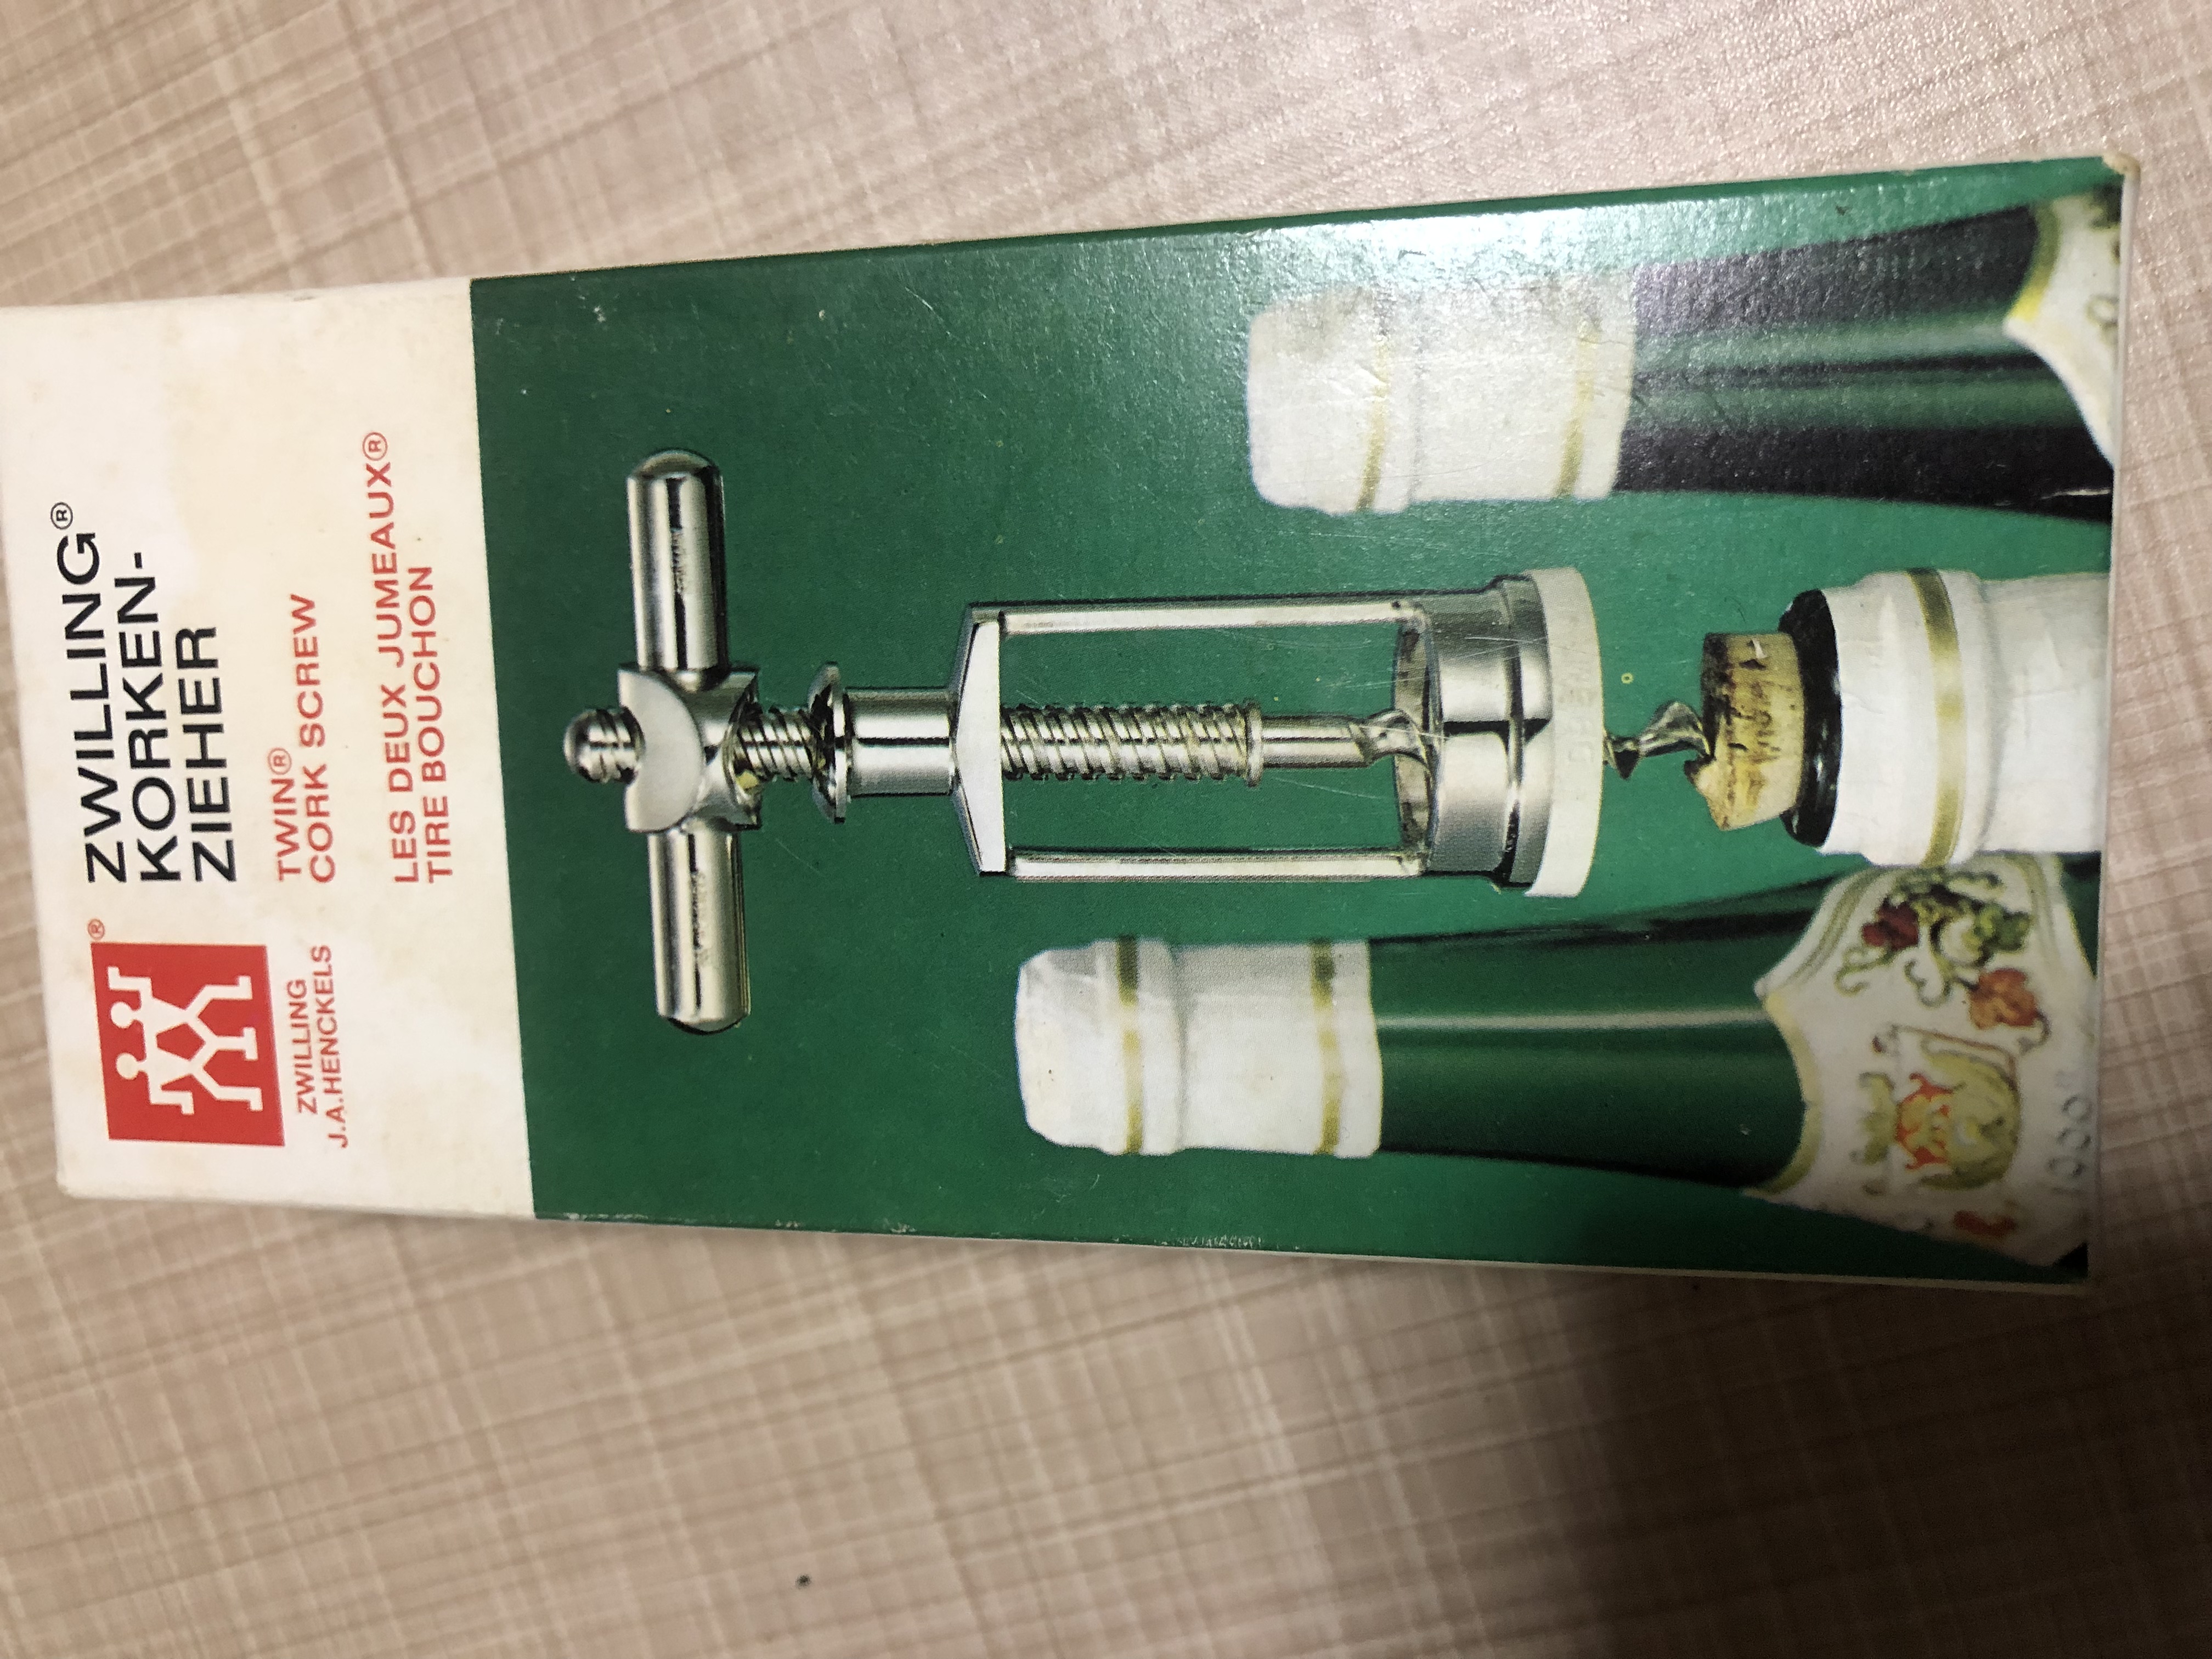 ZWILLING®
KORKEN-
ZIEHER
®
ZWILLING
J.A.HENCKELS
TWIN®
CORK SCREW
LES DEUX JUMEAUX®
TIRE BOUCHON